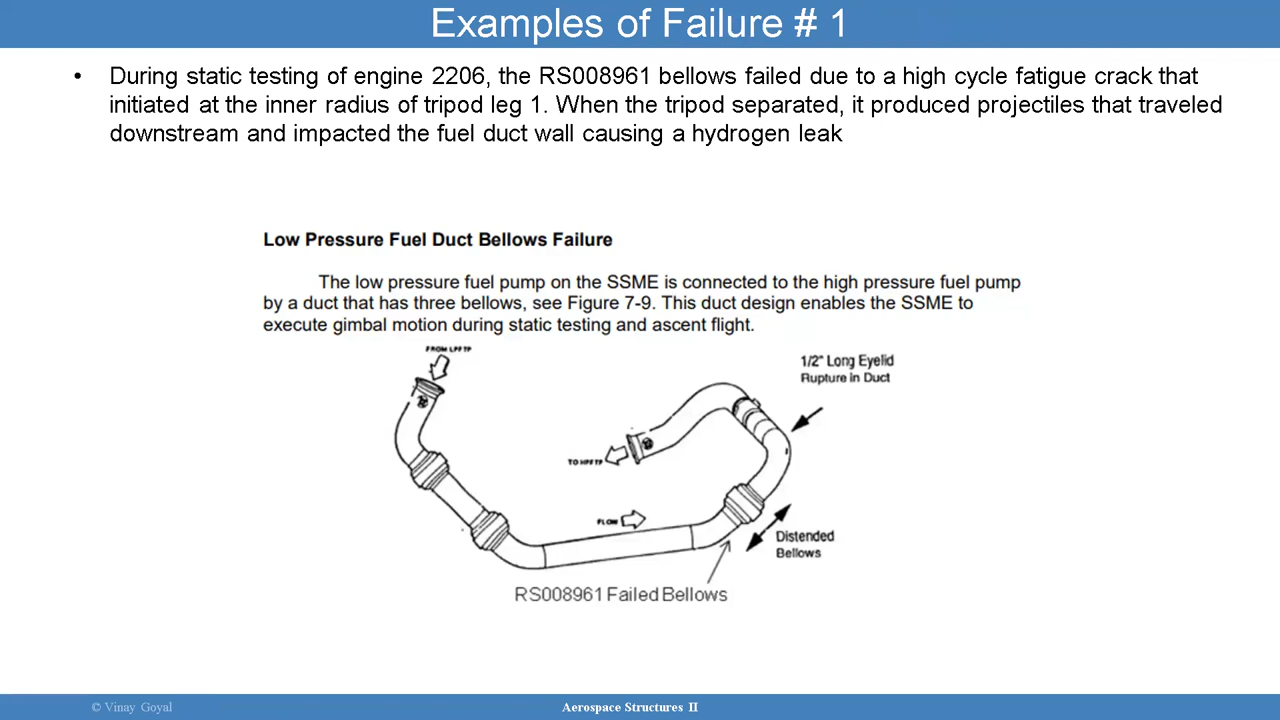 Examples of Failure # 1
• During static testing of engine 2206, the RS008961 bellows failed due to a high cycle fatigue crack that
initiated at the inner radius of tripod leg 1. When the tripod separated, it produced projectiles that traveled
downstream and impacted the fuel duct wall causing a hydrogen leak
Low Pressure Fuel Duct Bellows Failure
The low pressure fuel pump on the SSME is connected to the high pressure fuel pump
by a duct that has three bellows, see Figure 7-9. This duct design enables the SSME to
execute gimbal motion during static testing and ascent flight.
FROM LPFTP
1/2" Long Eyelid
Rupture in Duct
TO HPFTP
FLOW
Distended
Bellows
RS008961 Failed Bellows
© Vinay Goyal
Aerospace Structures II